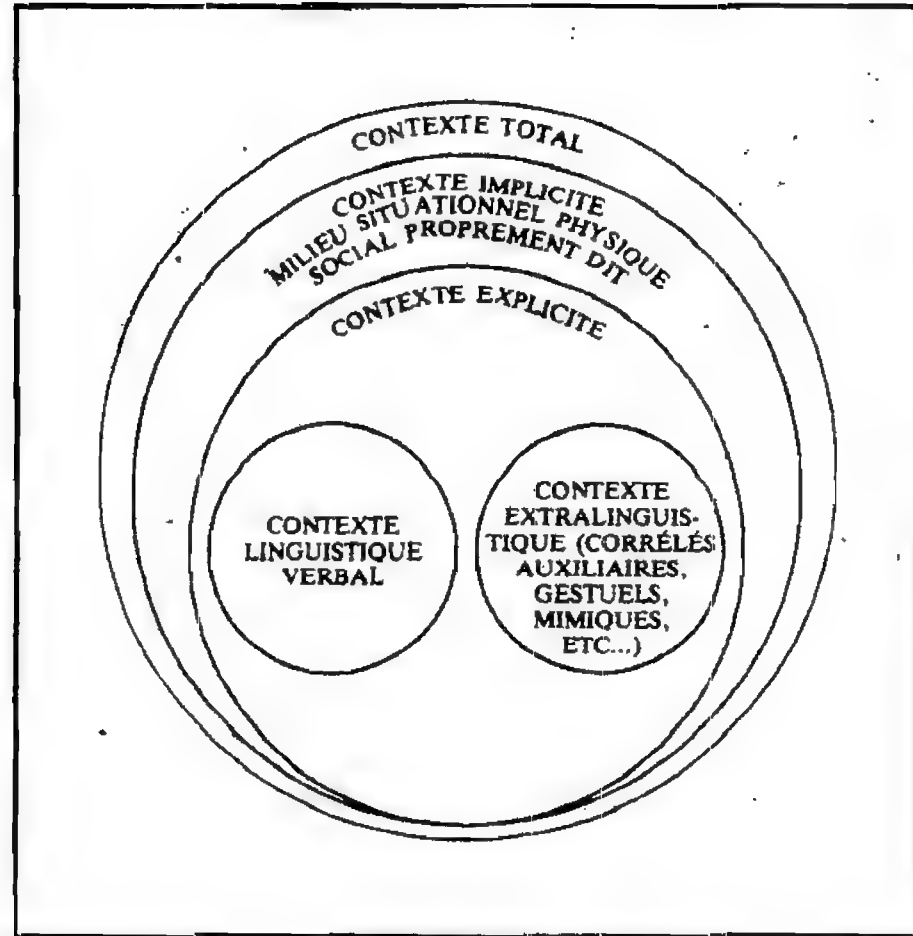 CONTEXTE TOTAL
CONTEXTE IMPLICITE
MILIEU SITUATIONNEL PHYSIQUE
SOCIAL PROPREMENT DIT
CONTEXTE EXPLICITE
CONTEXTE
LINGUISTIQUE
VERBAL
CONTEXTE
EXTRALINGUIS-
TIQUE (CORRÉLÉS
AUXILIAIRES,
GESTUELS,
MIMIQUES,
ETC...)